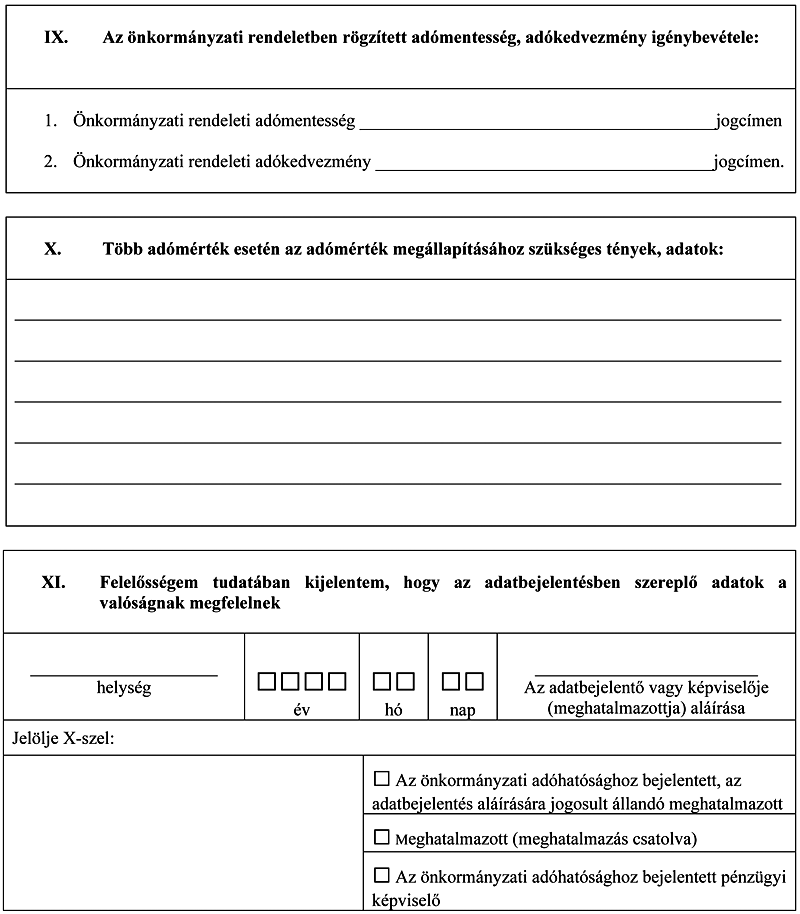 IX. Az önkormányzati rendeletben rögzített adómentesség, adókedvezmény igénybevétele:
1. Önkormányzati rendeleti adómentesség ________________________________________jogcímen
2. Önkormányzati rendeleti adókedvezmény ______________________________________jogcímen.
X. Több adómérték esetén az adómérték megállapításához szükséges tények, adatok:
XI. Felelősségem tudatában kijelentem, hogy az adatbejelentésben szereplő adatok a
valóságnak megfelelnek
helység
□□□□ □□ □□
év hó nap
Az adatbejelentő vagy képviselője
(meghatalmazottja) aláírása
Jelölje X-szel:
□ Az önkormányzati adóhatósághoz bejelentett, az
adatbejelentés aláírására jogosult állandó meghatalmazott
□ Meghatalmazott (meghatalmazás csatolva)
□ Az önkormányzati adóhatósághoz bejelentett pénzügyi
képviselő